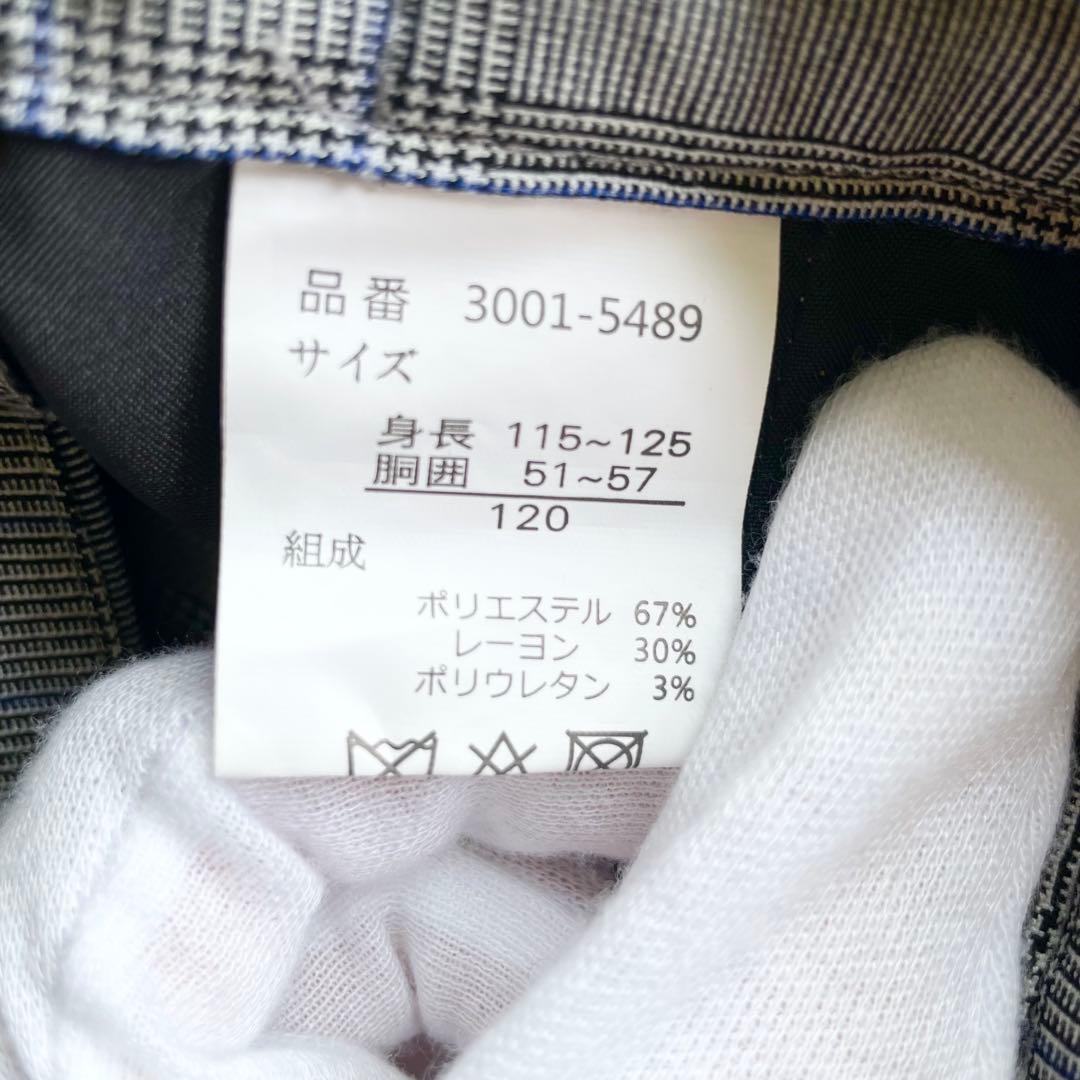 品番 3001-5489
サイズ
身長 115~125
胴囲 51~57
120
組成
ポリエステル 67%
レーヨン 30%
ポリウレタン 3%